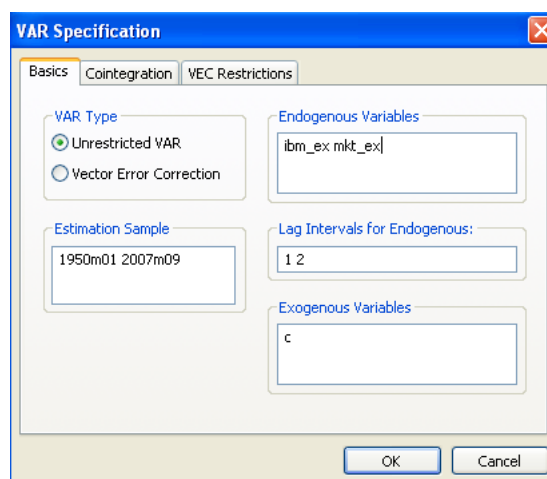 VAR Specification
Basics Cointegration VEC Restrictions
VAR Type
Unrestricted VAR
Vector Error Correction
Endogenous Variables
ibm_ex mkt_ex
Estimation Sample
1950m01 2007m09
Lag Intervals for Endogenous:
1 2
Exogenous Variables
c
OK Cancel